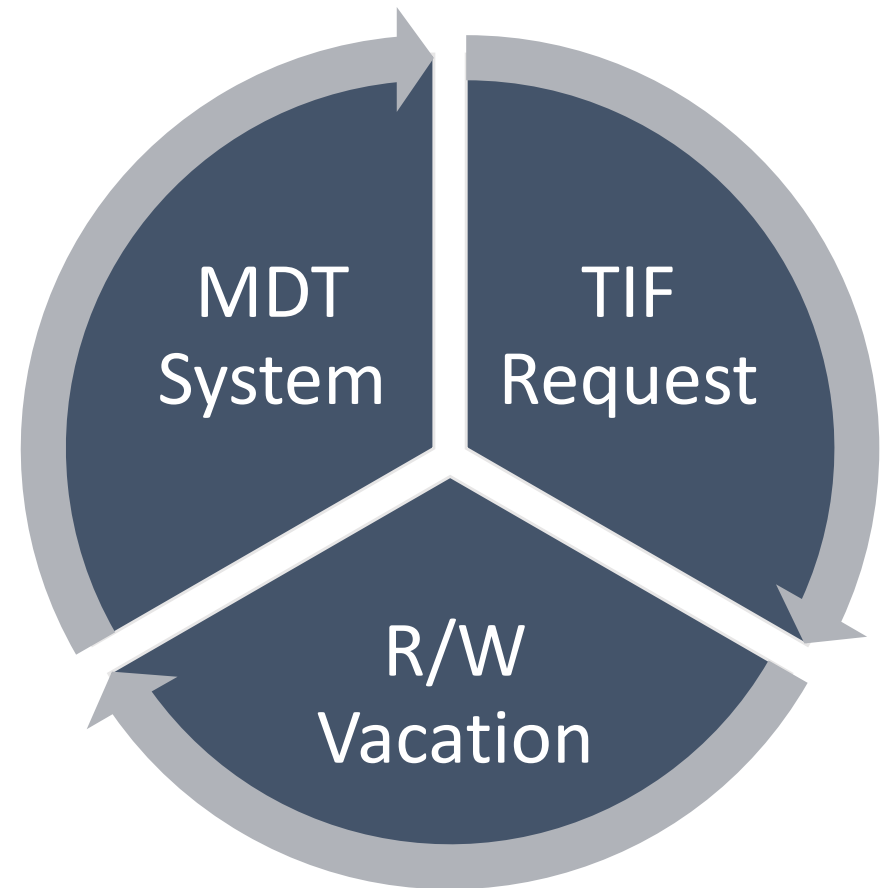 MDT
System
TIF
Request
R/W
Vacation